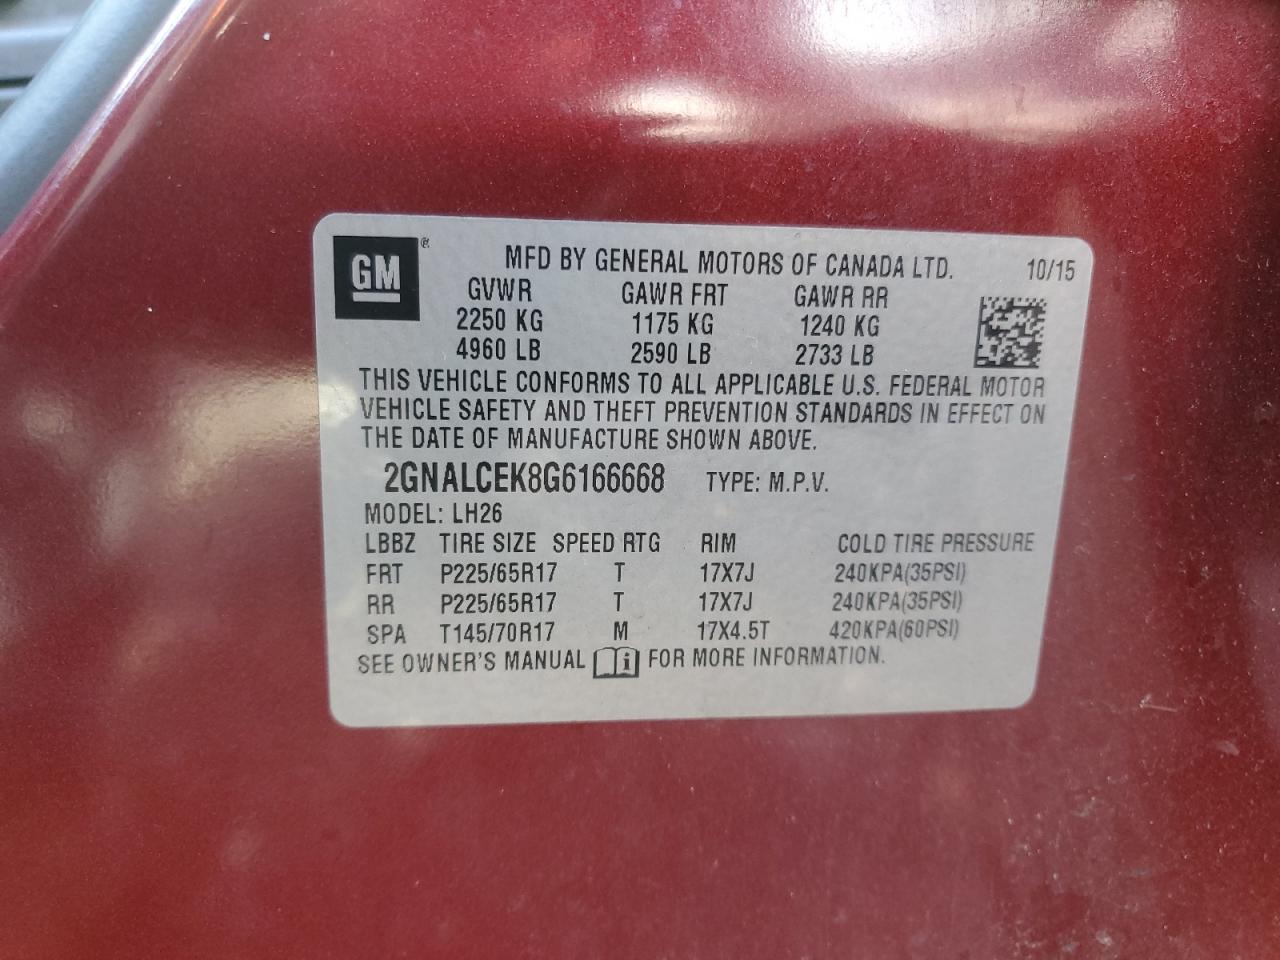 GM ®
MFD BY GENERAL MOTORS OF CANADA LTD. 10/15
GVWR GAWR FRT GAWR RR
2250 KG 1175 KG 1240 KG
4960 LB 2590 LB 2733 LB
THIS VEHICLE CONFORMS TO ALL APPLICABLE U.S. FEDERAL MOTOR
VEHICLE SAFETY AND THEFT PREVENTION STANDARDS IN EFFECT ON
THE DATE OF MANUFACTURE SHOWN ABOVE.
2GNALCEK8G6166668 TYPE: M.P.V.
MODEL: LH26
LBBZ TIRE SIZE SPEED RTG RIM COLD TIRE PRESSURE
FRT P225/65R17 T 17X7J 240KPA(35PSI)
RR P225/65R17 T 17X7J 240KPA(35PSI)
SPA T145/70R17 M 17X4.5T 420KPA(60PSI)
SEE OWNER'S MANUAL i FOR MORE INFORMATION.